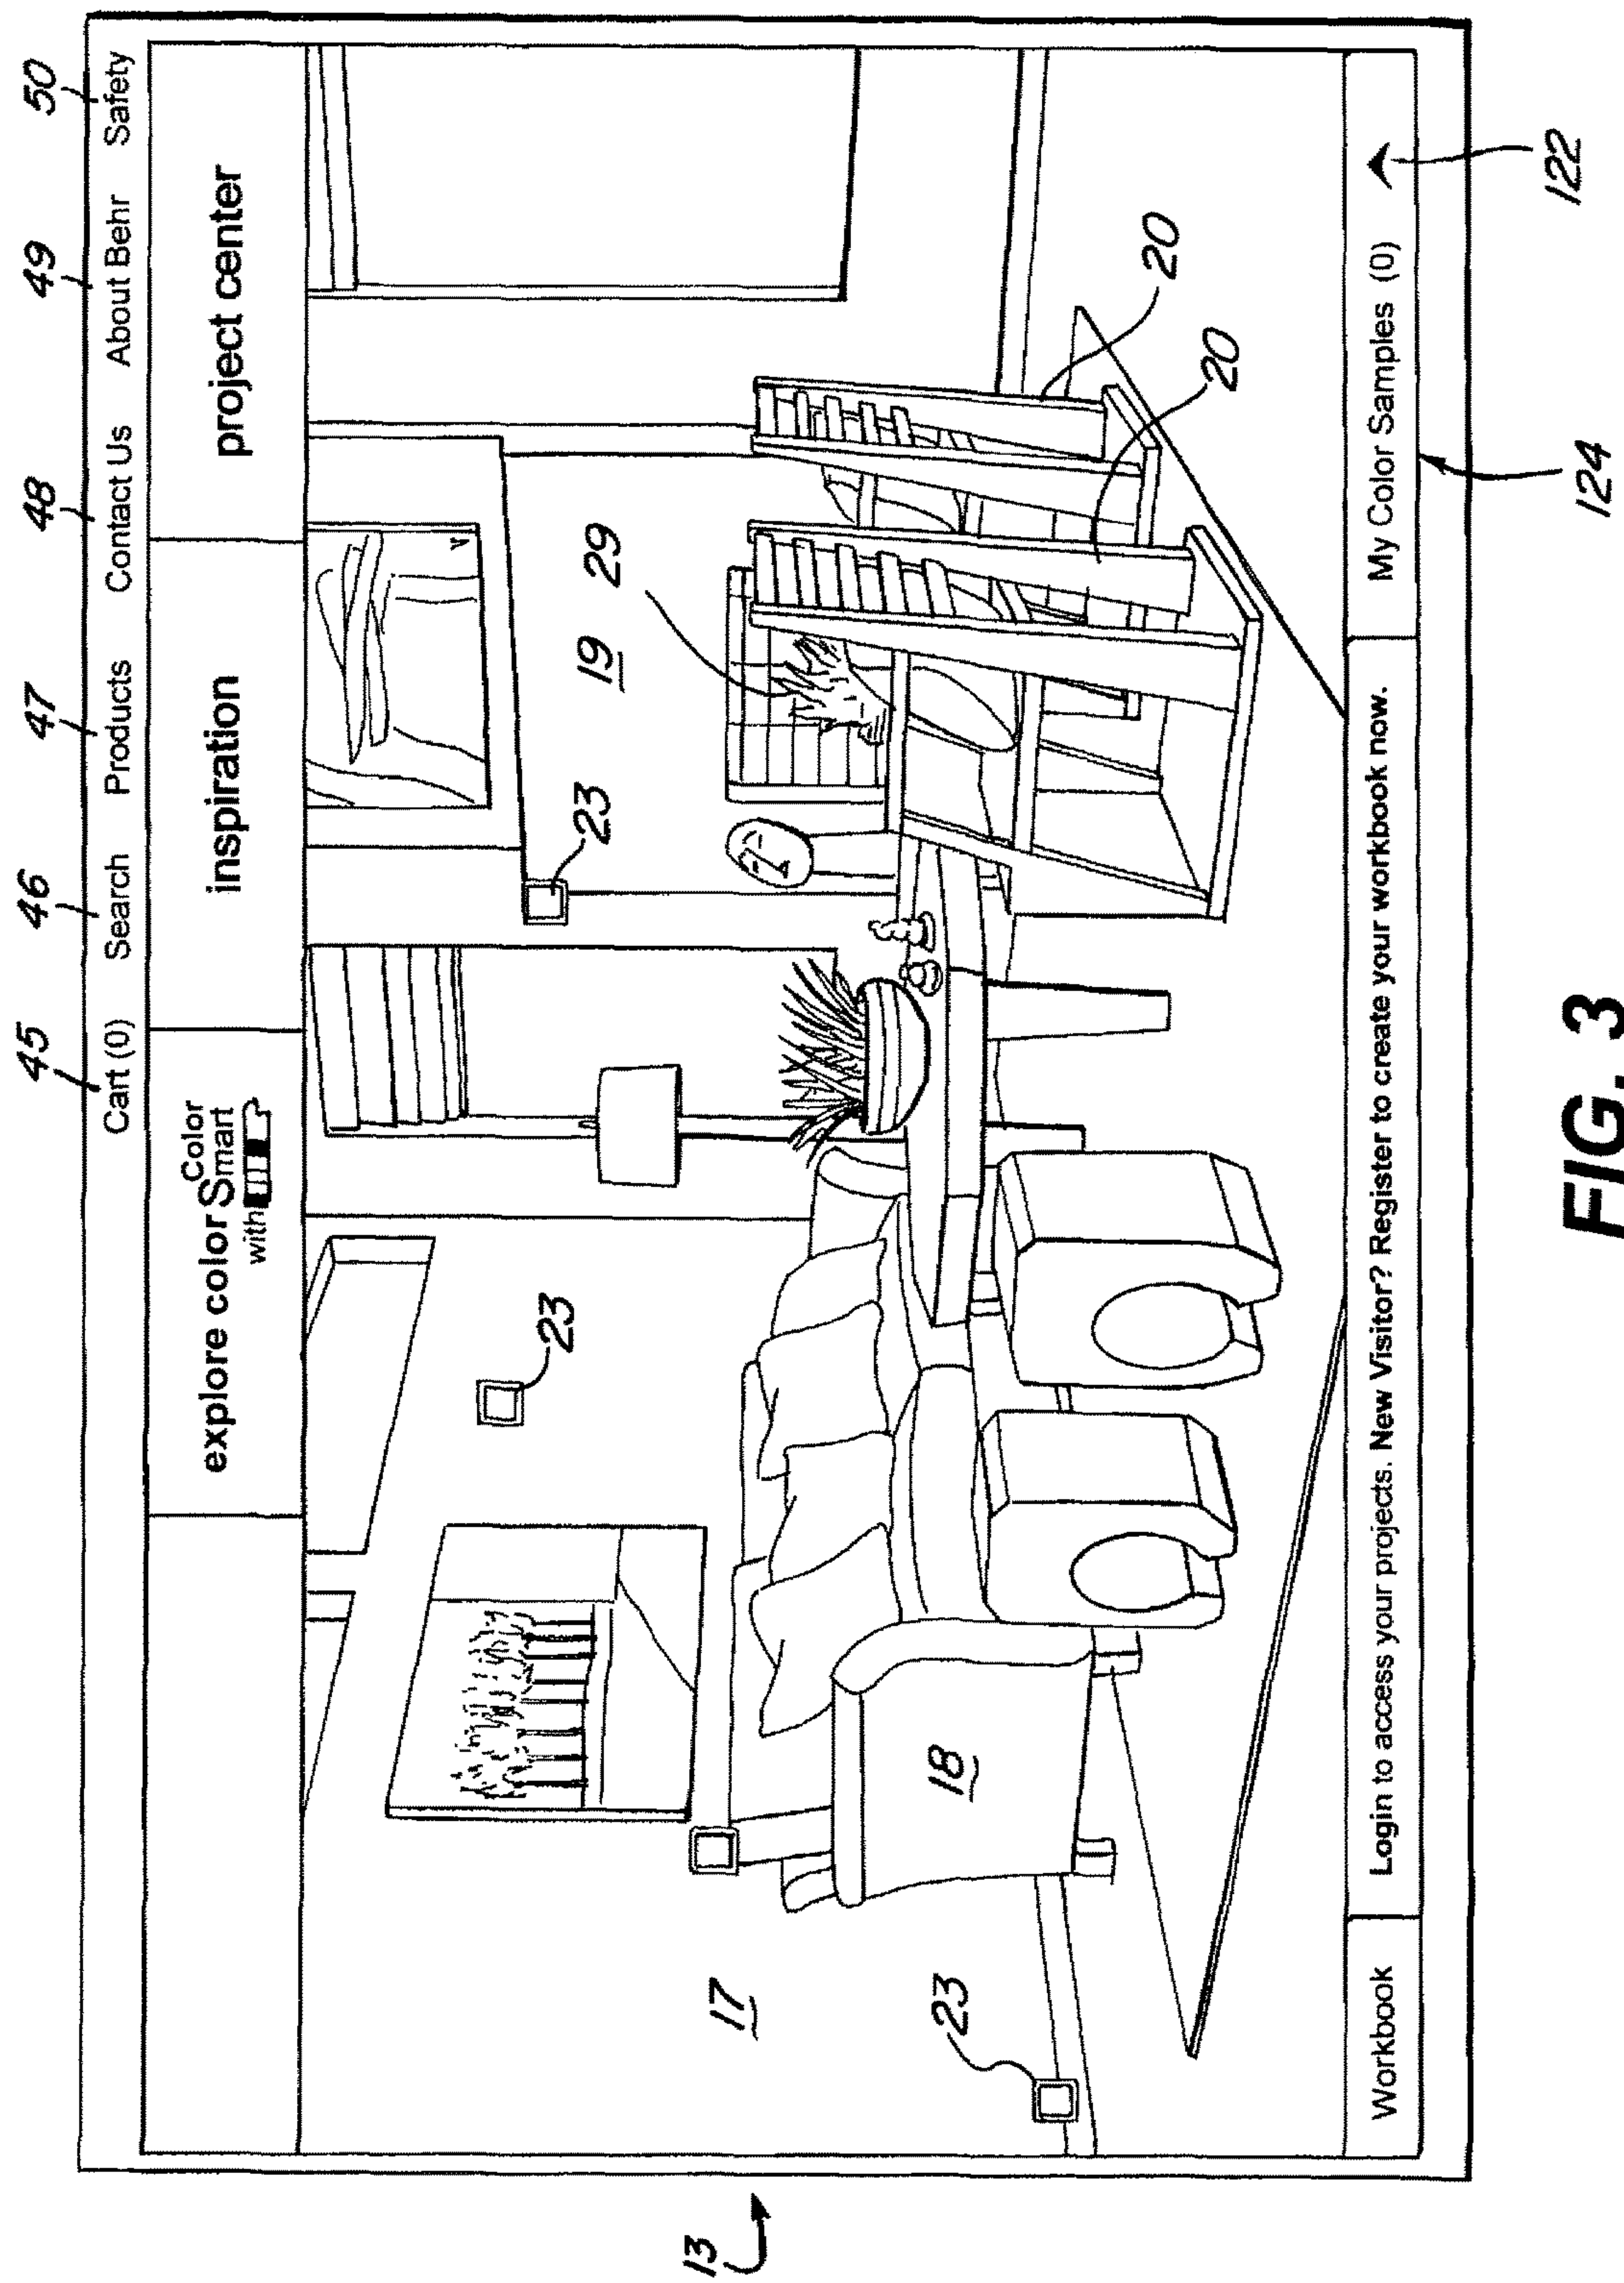 45 46 47 48 49 50
Cart (0) Search Products Contact Us About Behr Safety
explore color
Color
Smart
with
inspiration
project center
23
23
19
29
20
20
17
18
23
13
Workbook
Login to access your projects. New Visitor? Register to create your workbook now.
My Color Samples (0)
124
122
FIG. 3